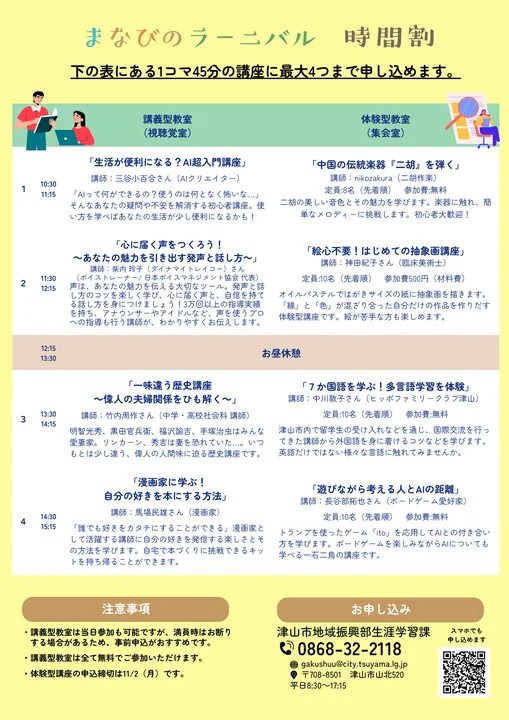 まなびのラーニバル 時間割
下の表にある1コマ45分の講座に最大4つまで申し込めます。
講義型教室
(視聴覚室)
体験型教室
(集会室)
1
10:30
11:15
「生活が便利になる?AI超入門講座」
講師:三谷小百合さん(AIクリエイター)
「AIって何ができるの?使うのは何となく怖いな…」
そんなあなたの疑問や不安を解消する初心者講座。使
い方を学べばあなたの生活が少し便利になるかも!
「中国の伝統楽器『二胡』を弾く」
講師:nikozakura(二胡作楽)
定員:8名(先着順) 参加費:無料
二胡の美しい音色とその魅力を学びます。楽器に触れ、簡
単なメロディーに挑戦します。初心者大歓迎!
2
11:30
12:15
「心に届く声をつくろう!
〜あなたの魅力を引き出す発声と話し方〜」
講師:柴内 玲子(ダイナマイトレイコー)さん
(ボイストレーナー/ 日本ボイスマネジメント協会 代表)
声は、あなたの魅力を伝える大切なツール。発声と話
し方のコツを楽しく学び、心に届く声と、自信を持て
る話し方を身につけましょう!3万回以上の指導実績
を持ち、アナウンサーやアイドルなど、声を使うプロ
への指導も行う講師が、わかりやすくお伝えします。
「絵心不要!はじめての抽象画講座」
講師:神田紀子さん(臨床美術士)
定員:10名(先着順) 参加費500円(材料費)
オイルパステルではがきサイズの紙に抽象画を描きます。
「線」と「色」が混ざり合った自分だけの作品を作りだす
体験型講座です。絵が苦手な方も楽しめます。
12:15
13:30
お昼休憩
3
13:30
14:15
「一味違う歴史講座
〜偉人の夫婦関係をひも解く〜」
講師:竹内周作さん(中学・高校社会科 講師)
明智光秀、黒田官兵衛、福沢諭吉、手塚治虫はみんな
愛妻家。リンカーン、秀吉は妻を恐れていた…。いつ
もとは少し違う、偉人の人間味に迫る歴史講座です。
「7か国語を学ぶ!多言語学習を体験」
講師:中川敦子さん(ヒッポファミリークラブ津山)
定員:10名(先着順) 参加費:無料
津山市内で留学生の受け入れなどを通じ、国際交流を行っ
てきた講師から外国語を身に着けるコツなどを学びます。
英語だけではない様々な言語に触れてみませんか。
4
14:30
15:15
「漫画家に学ぶ!
自分の好きを本にする方法」
講師:馬場民雄さん(漫画家)
「誰でも好きをカタチにすることができる」漫画家と
して活躍する講師に自分の好きを発信する楽しさとそ
の方法を学びます。自宅で本づくりに挑戦できるキッ
トを持ち帰ることができます。
「遊びながら考える人とAIの距離」
講師:長谷部拓也さん(ボードゲーム愛好家)
定員:10名(先着順) 参加費:無料
トランプを使ったゲーム「ito」を応用してAIとの付き合い
方を学びます。ボードゲームを楽しみながらAIについても
学べる一石二鳥の講座です。
注意事項
・講義型教室は当日参加も可能ですが、満員時はお断り
する場合があるため、事前申込がおすすめです。
・講義型教室は全て無料でご参加いただけます。
・体験型講座の申込締切は11/2(月)です。
お申し込み
津山市地域振興部生涯学習課
0868-32-2118
gakushuu@city.tsuyama.lg.jp
〒708-8501 津山市山北520
平日8:30〜17:15
スマホでも
申し込めます